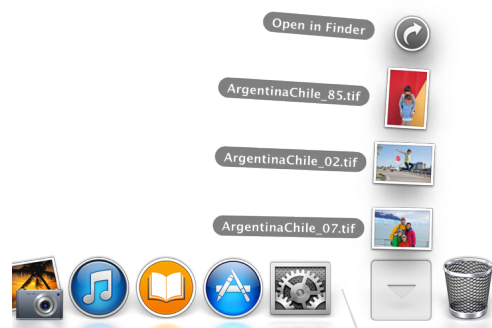 Open in Finder
ArgentinaChile_85.tif
ArgentinaChile_02.tif
ArgentinaChile_07.tif